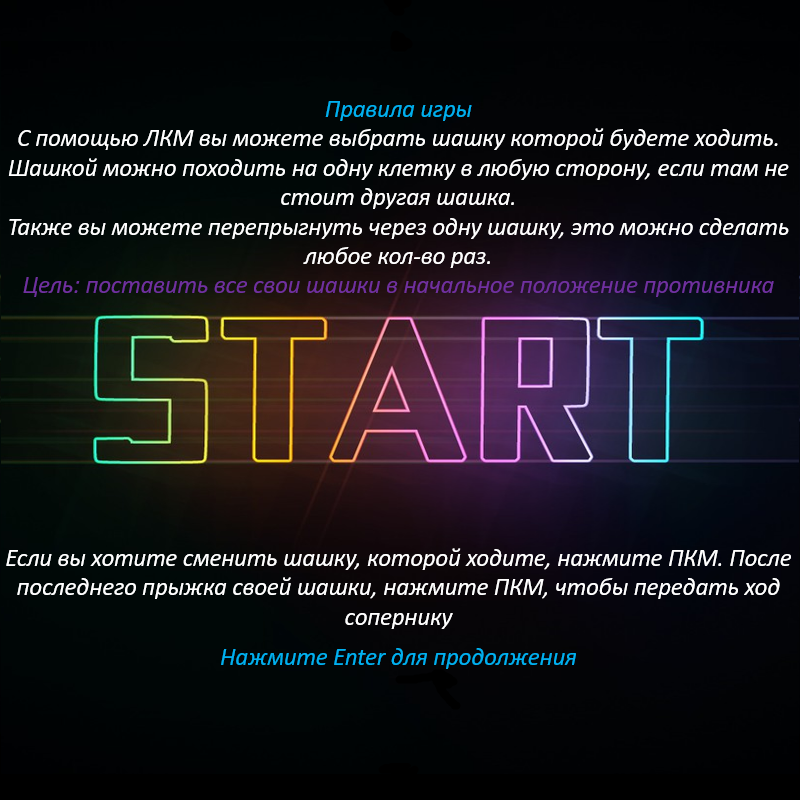 Правила игры
С помощью ЛКМ вы можете выбрать шашку которой будете ходить.
Шашкой можно походить на одну клетку в любую сторону, если там не
стоит другая шашка.
Также вы можете перепрыгнуть через одну шашку, это можно сделать
любое кол-во раз.
Цель: поставить все свои шашки в начальное положение противника
START
Если вы хотите сменить шашку, которой ходите, нажмите ПКМ. После
последнего прыжка своей шашки, нажмите ПКМ, чтобы передать ход
сопернику
Нажмите Enter для продолжения